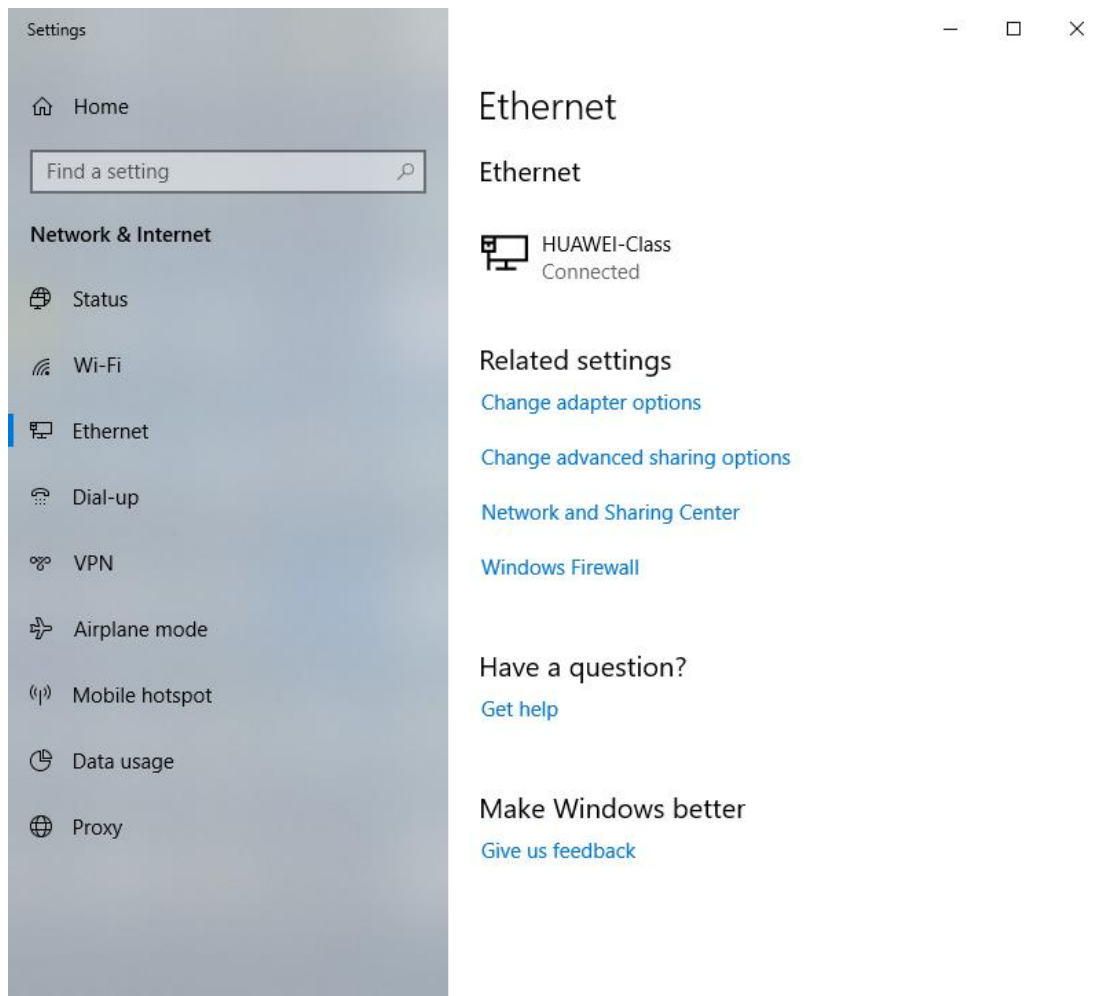 Settings
Home
Find a setting
Network & Internet
Status
Wi-Fi
Ethernet
Dial-up
VPN
Airplane mode
Mobile hotspot
Data usage
Proxy
Ethernet
Ethernet
HUAWEI-Class
Connected
Related settings
Change adapter options
Change advanced sharing options
Network and Sharing Center
Windows Firewall
Have a question?
Get help
Make Windows better
Give us feedback